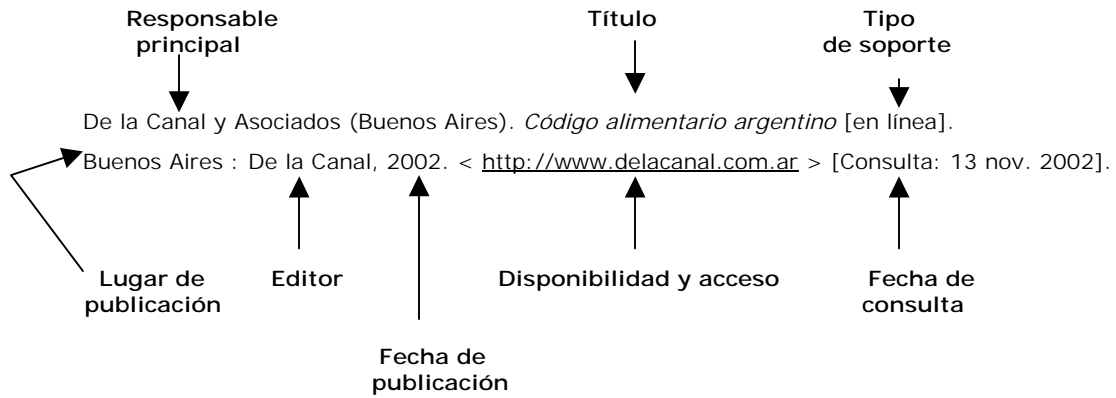 Responsable Título Tipo
principal de soporte
De la Canal y Asociados (Buenos Aires). Código alimentario argentino [en línea].
Buenos Aires : De la Canal, 2002. < http://www.delacanal.com.ar > [Consulta: 13 nov. 2002].
Lugar de Editor Disponibilidad y acceso Fecha de
publicación consulta
Fecha de
publicación